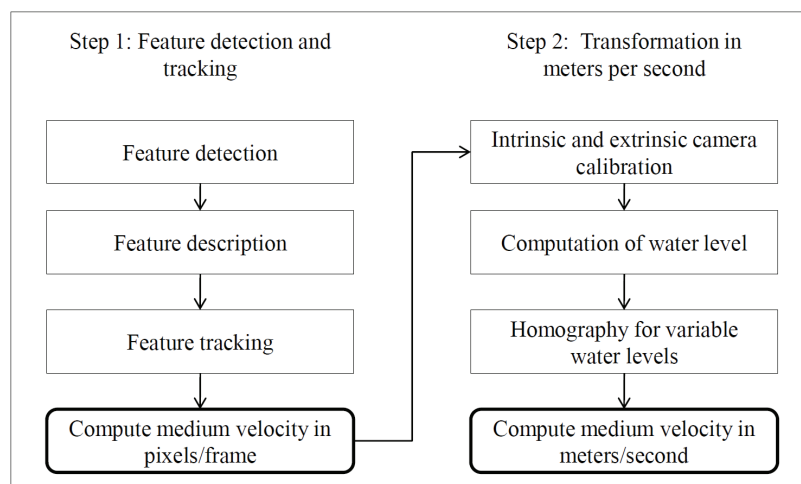 Step 1: Feature detection and
tracking
Feature detection
Feature description
Feature tracking
Compute medium velocity in
pixels/frame
Step 2:  Transformation in
meters per second
Intrinsic and extrinsic camera
calibration
Computation of water level
Homography for variable
water levels
Compute medium velocity in
meters/second